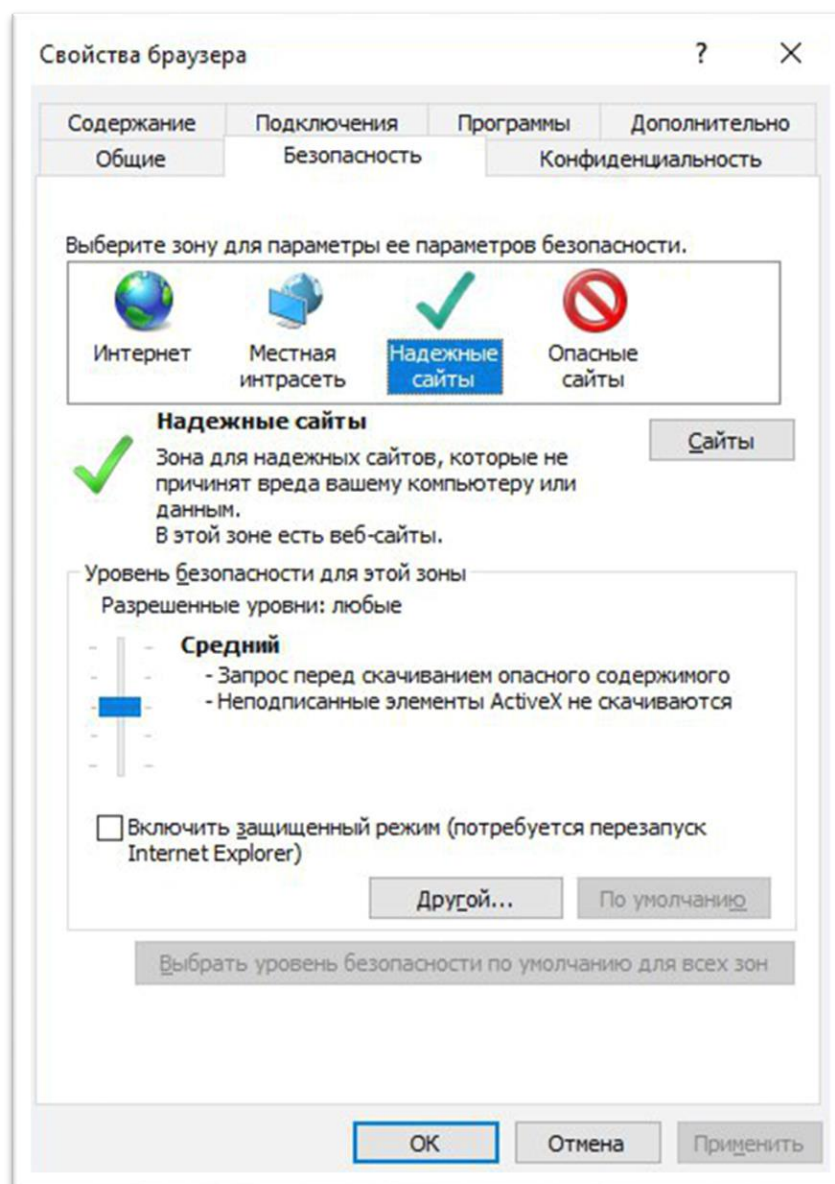 Свойства браузера ?
Содержание Подключения Программы Дополнительно
Общие Безопасность Конфиденциальность
Выберите зону для параметры ее параметров безопасности.
Интернет Местная Надежные Опасные
интрасеть сайты сайты
Надежные сайты
Сайты
Зона для надежных сайтов, которые не
причинят вреда вашему компьютеру или
данным.
В этой зоне есть веб-сайты.
Уровень безопасности для этой зоны
Разрешенные уровни: любые
Средний
- Запрос перед скачиванием опасного содержимого
- Неподписанные элементы ActiveX не скачиваются
Включить защищенный режим (потребуется перезапуск
Internet Explorer)
Другой... По умолчанию
Выбрать уровень безопасности по умолчанию для всех зон
ОК Отмена Применить